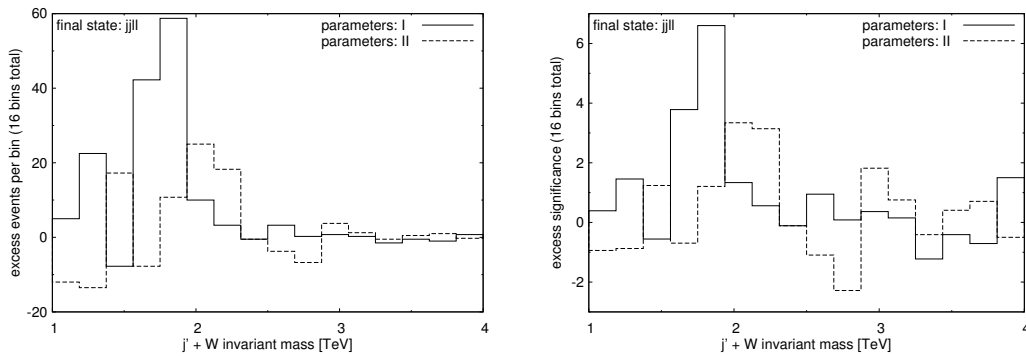 final state: jjll
parameters: I
parameters: II
excess events per bin (16 bins total)
60
40
20
0
-20
1
2
3
4
j' + W invariant mass [TeV]
final state: jjll
parameters: I
parameters: II
excess significance (16 bins total)
6
4
2
0
-2
1
2
3
4
j' + W invariant mass [TeV]